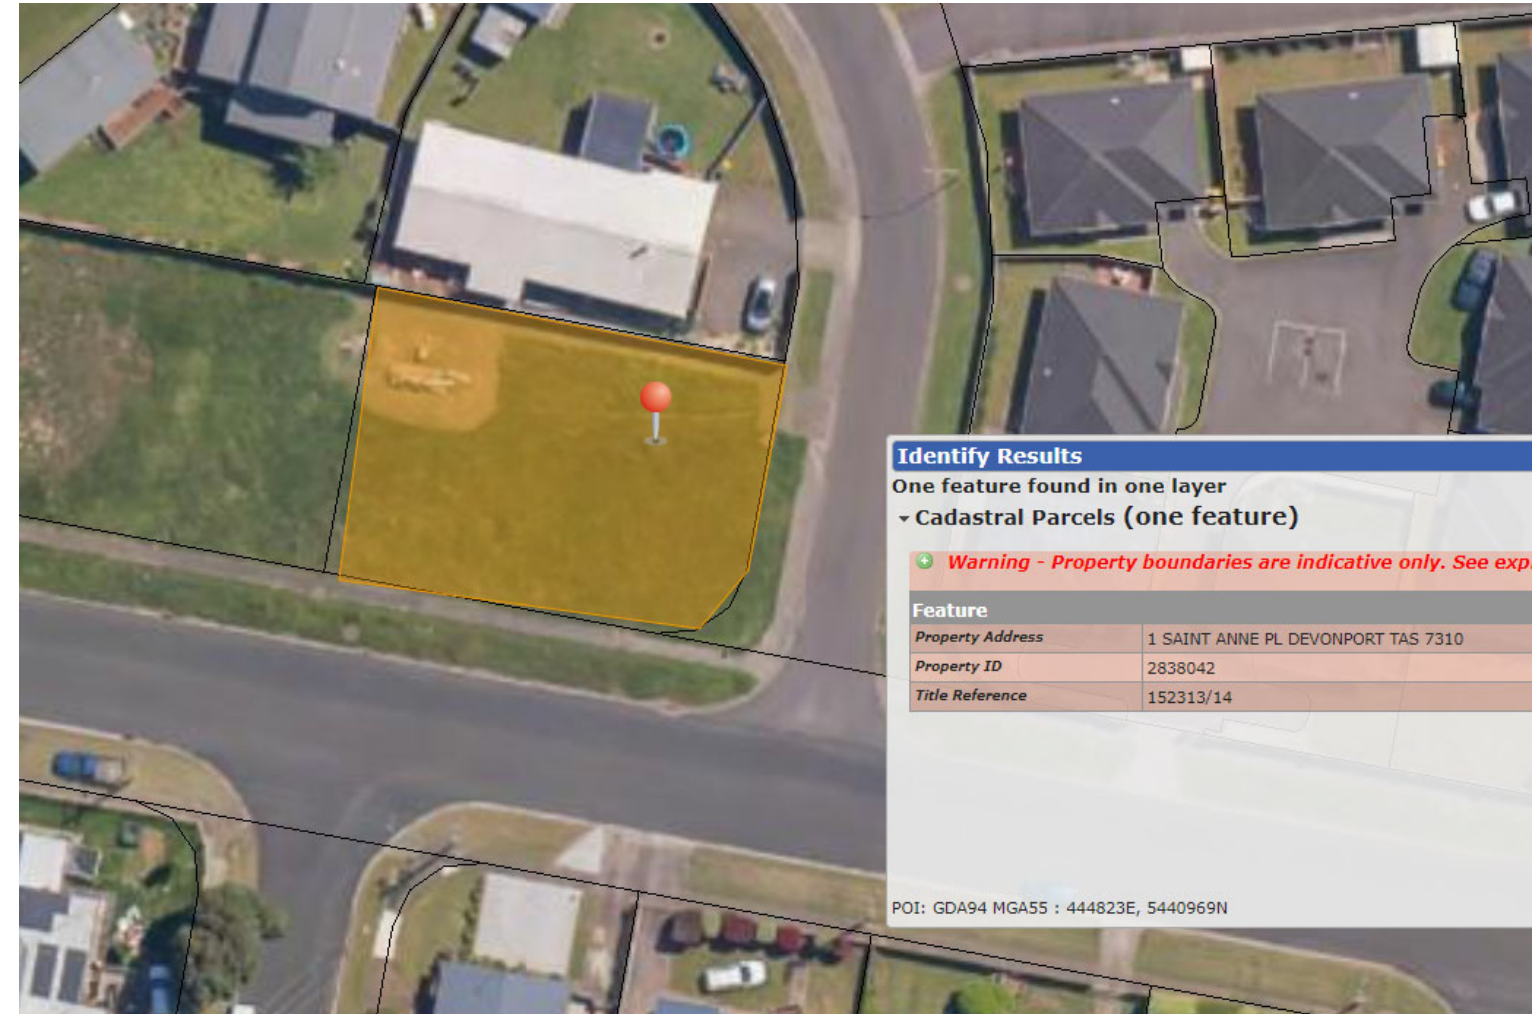 Identify Results
One feature found in one layer
Cadastral Parcels (one feature)
Warning - Property boundaries are indicative only. See exp
Feature
Property Address 1 SAINT ANNE PL DEVONPORT TAS 7310
Property ID 2838042
Title Reference 152313/14
POI: GDA94 MGA55 : 444823E, 5440969N